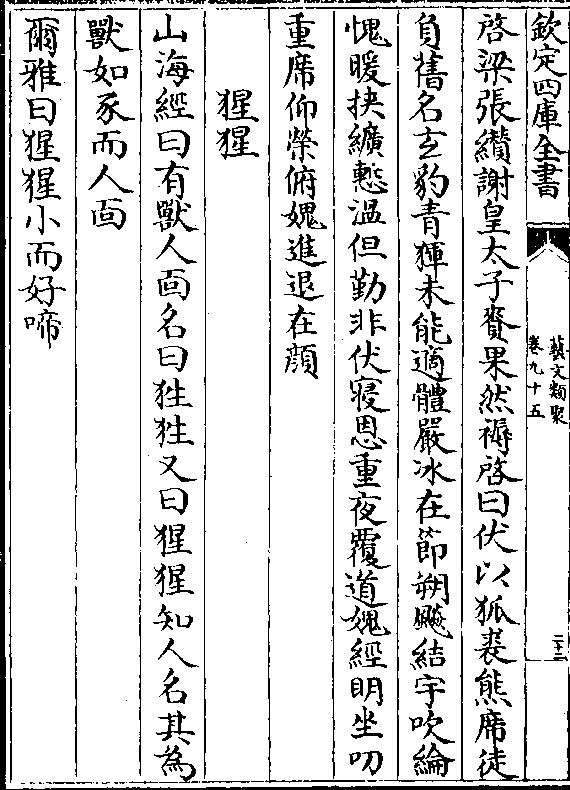 欽定四庫全書
藝文類聚
卷九十五
二十二
啓梁張纘謝皇太子賚果然褥啓曰伏以狐裘熊席徒
負舊名玄豹青貚未能適體嚴冰在節朔飈結宇吹綸
愧暖挾纊慙溫但勤非伏寢恩重夜覆道媿經明坐叨
重席仰榮俯媿進退在顔
猩猩
山海經曰有獸人面名曰狌狌又曰猩猩知人名其為
獸如豕而人面
爾雅曰猩猩小而好啼